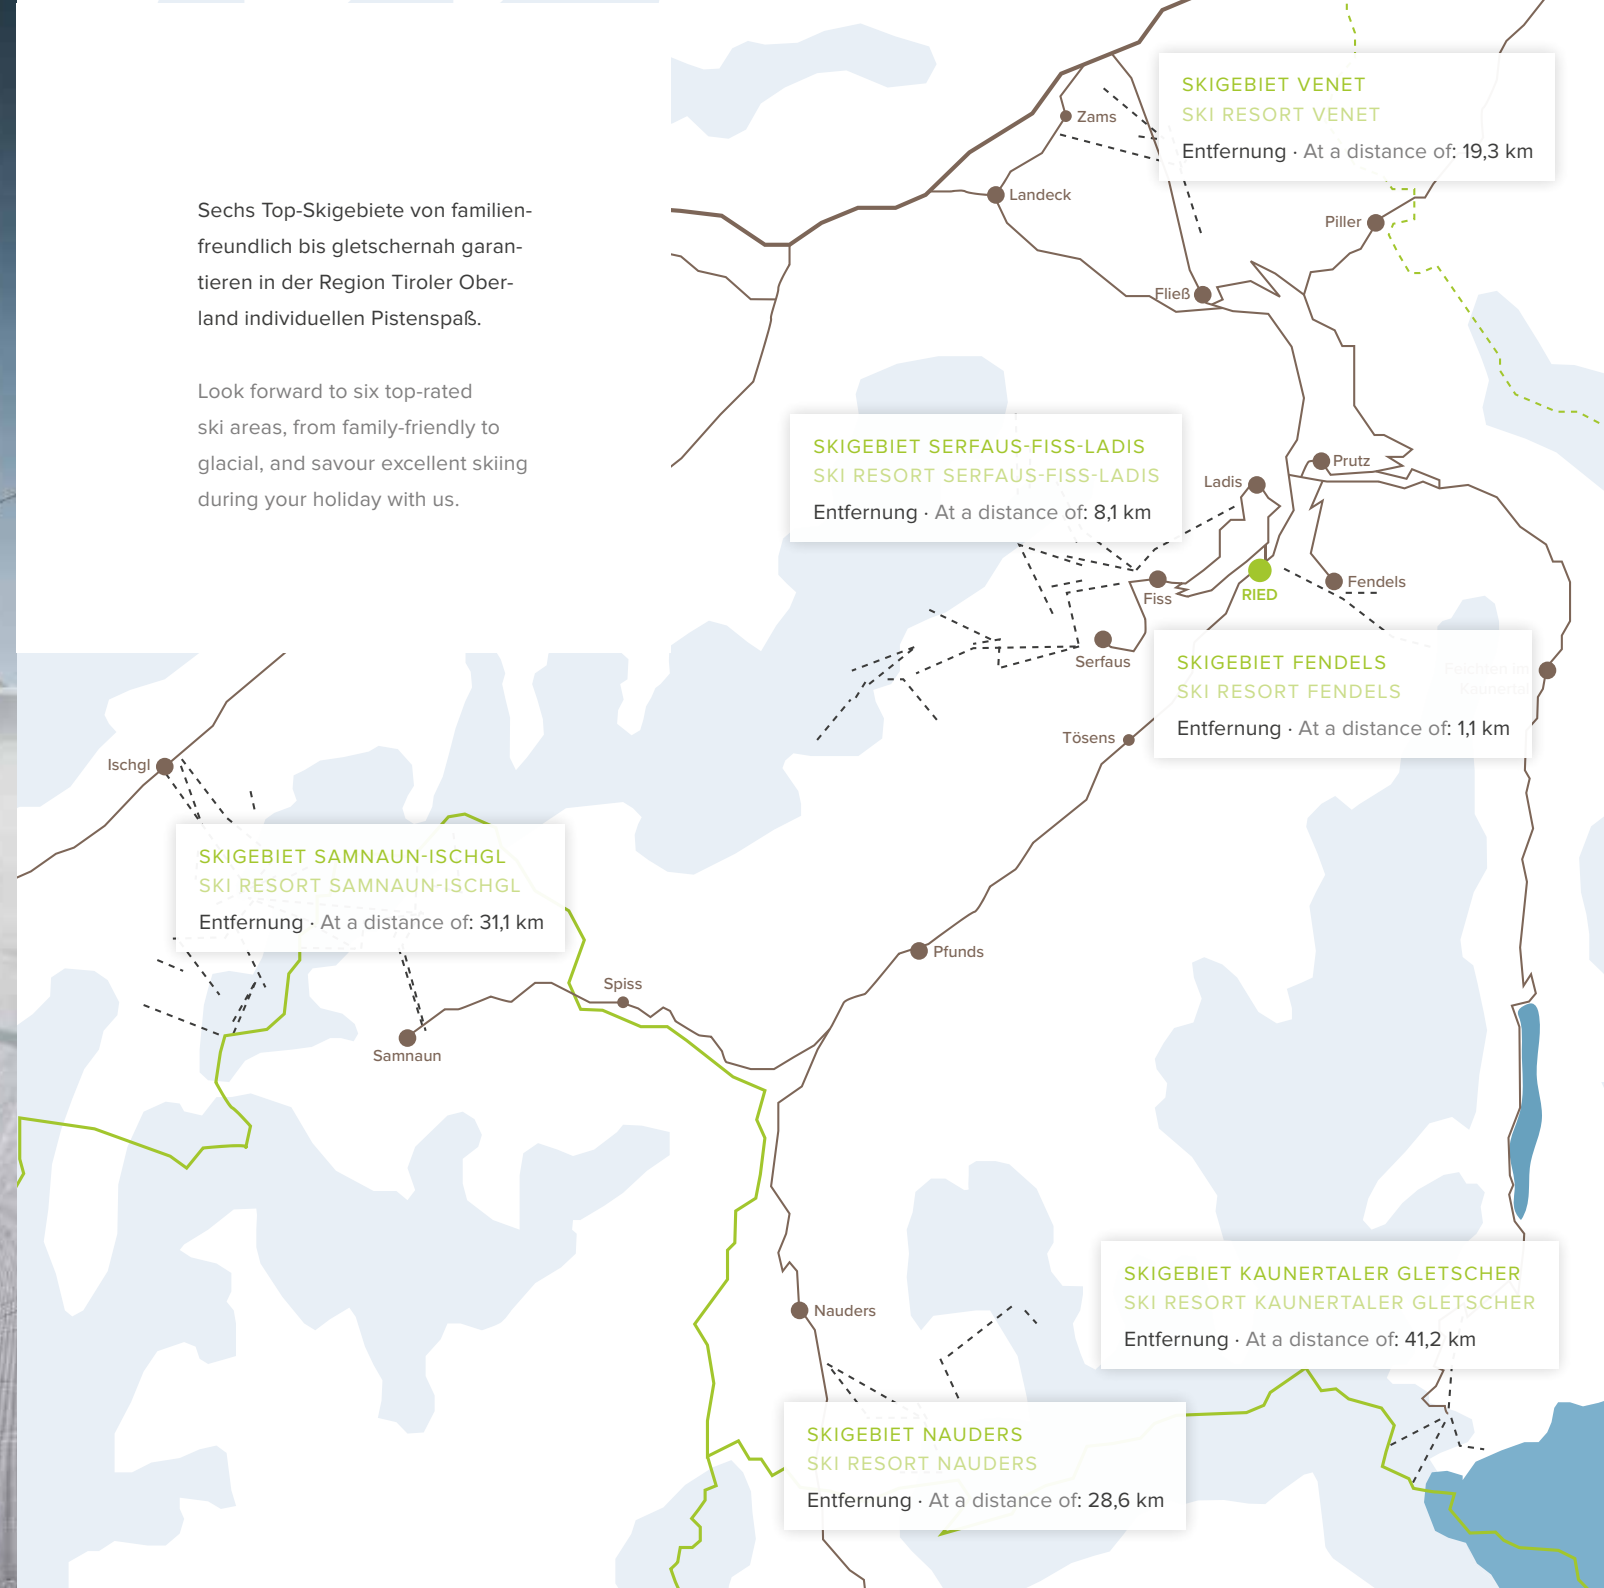 Sechs Top-Skigebiete von familien-
freundlich bis gletschernah garan-
tieren in der Region Tiroler Ober-
land individuellen Pistenspaß.
Look forward to six top-rated
ski areas, from family-friendly to
glacial, and savour excellent skiing
during your holiday with us.
SKIGEBIET VENET
SKI RESORT VENET
Entfernung · At a distance of: 19,3 km
Zams
Landeck
Piller
Fließ
SKIGEBIET SERFAUS-FISS-LADIS
SKI RESORT SERFAUS-FISS-LADIS
Entfernung · At a distance of: 8,1 km
Prutz
Ladis
Fendels
Fiss
RIED
Serfaus
SKIGEBIET FENDELS
SKI RESORT FENDELS
Entfernung · At a distance of: 1,1 km
Feichten im
Kaunertal
Tösens
Ischgl
SKIGEBIET SAMNAUN-ISCHGL
SKI RESORT SAMNAUN-ISCHGL
Entfernung · At a distance of: 31,1 km
Pfunds
Spiss
Samnaun
SKIGEBIET KAUNERTALER GLETSCHER
SKI RESORT KAUNERTALER GLETSCHER
Entfernung · At a distance of: 41,2 km
Nauders
SKIGEBIET NAUDERS
SKI RESORT NAUDERS
Entfernung · At a distance of: 28,6 km